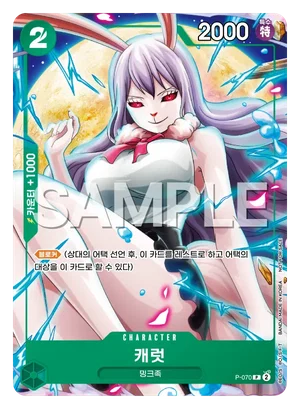 2
2000
특수
特
카운터 +1000
SAMPLE
블로커 (상대의 어택 선언 후, 이 카드를 레스트로 하고 어택의
대상을 이 카드로 할 수 있다)
CHARACTER
캐럿
밍크족
P-070 P